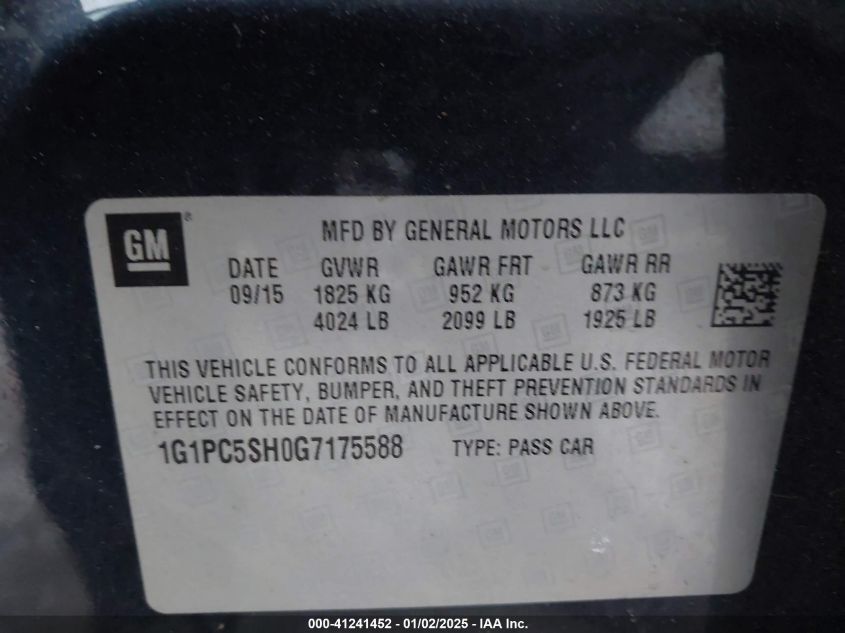 GM ®
MFD BY GENERAL MOTORS LLC
DATE GVWR GAWR FRT GAWR RR
09/15 1825 KG 952 KG 873 KG
4024 LB 2099 LB 1925 LB
THIS VEHICLE CONFORMS TO ALL APPLICABLE U.S. FEDERAL MOTOR
VEHICLE SAFETY, BUMPER, AND THEFT PREVENTION STANDARDS IN
EFFECT ON THE DATE OF MANUFACTURE SHOWN ABOVE.
1G1PC5SH0G7175588 TYPE: PASS CAR
000-41241452 - 01/02/2025 - IAA Inc.